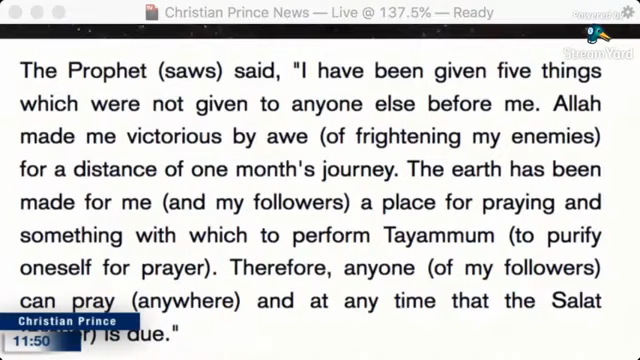 Christian Prince News — Live @ 137.5% — Ready
Powered by
StreamYard
The Prophet (saws) said, "I have been given five things
which were not given to anyone else before me. Allah
made me victorious by awe (of frightening my enemies)
for a distance of one month's journey. The earth has been
made for me (and my followers) a place for praying and
something with which to perform Tayammum (to purify
oneself for prayer). Therefore, anyone (of my followers)
can pray (anywhere) and at any time that the Salat
is due."
Christian Prince
11:50